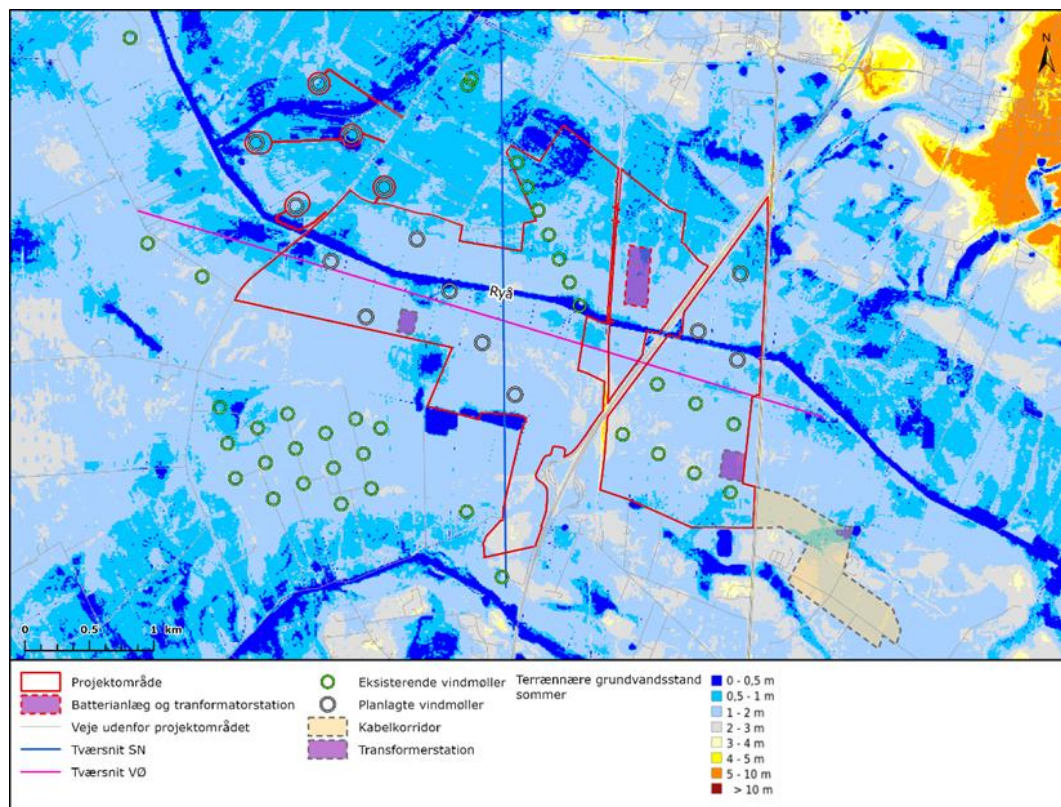 N
Ryå
0 0.5 1 km
Projektområde
Batterianlæg og tranformatorstation
Veje udenfor projektområdet
Tværsnit SN
Tværsnit VØ
Eksisterende vindmøller
Planlagte vindmøller
Kabelkorridor
Transformerstation
Terrænnære grundvandsstand
sommer
0 - 0,5 m
0,5 - 1 m
1 - 2 m
2 - 3 m
3 - 4 m
4 - 5 m
5 - 10 m
> 10 m